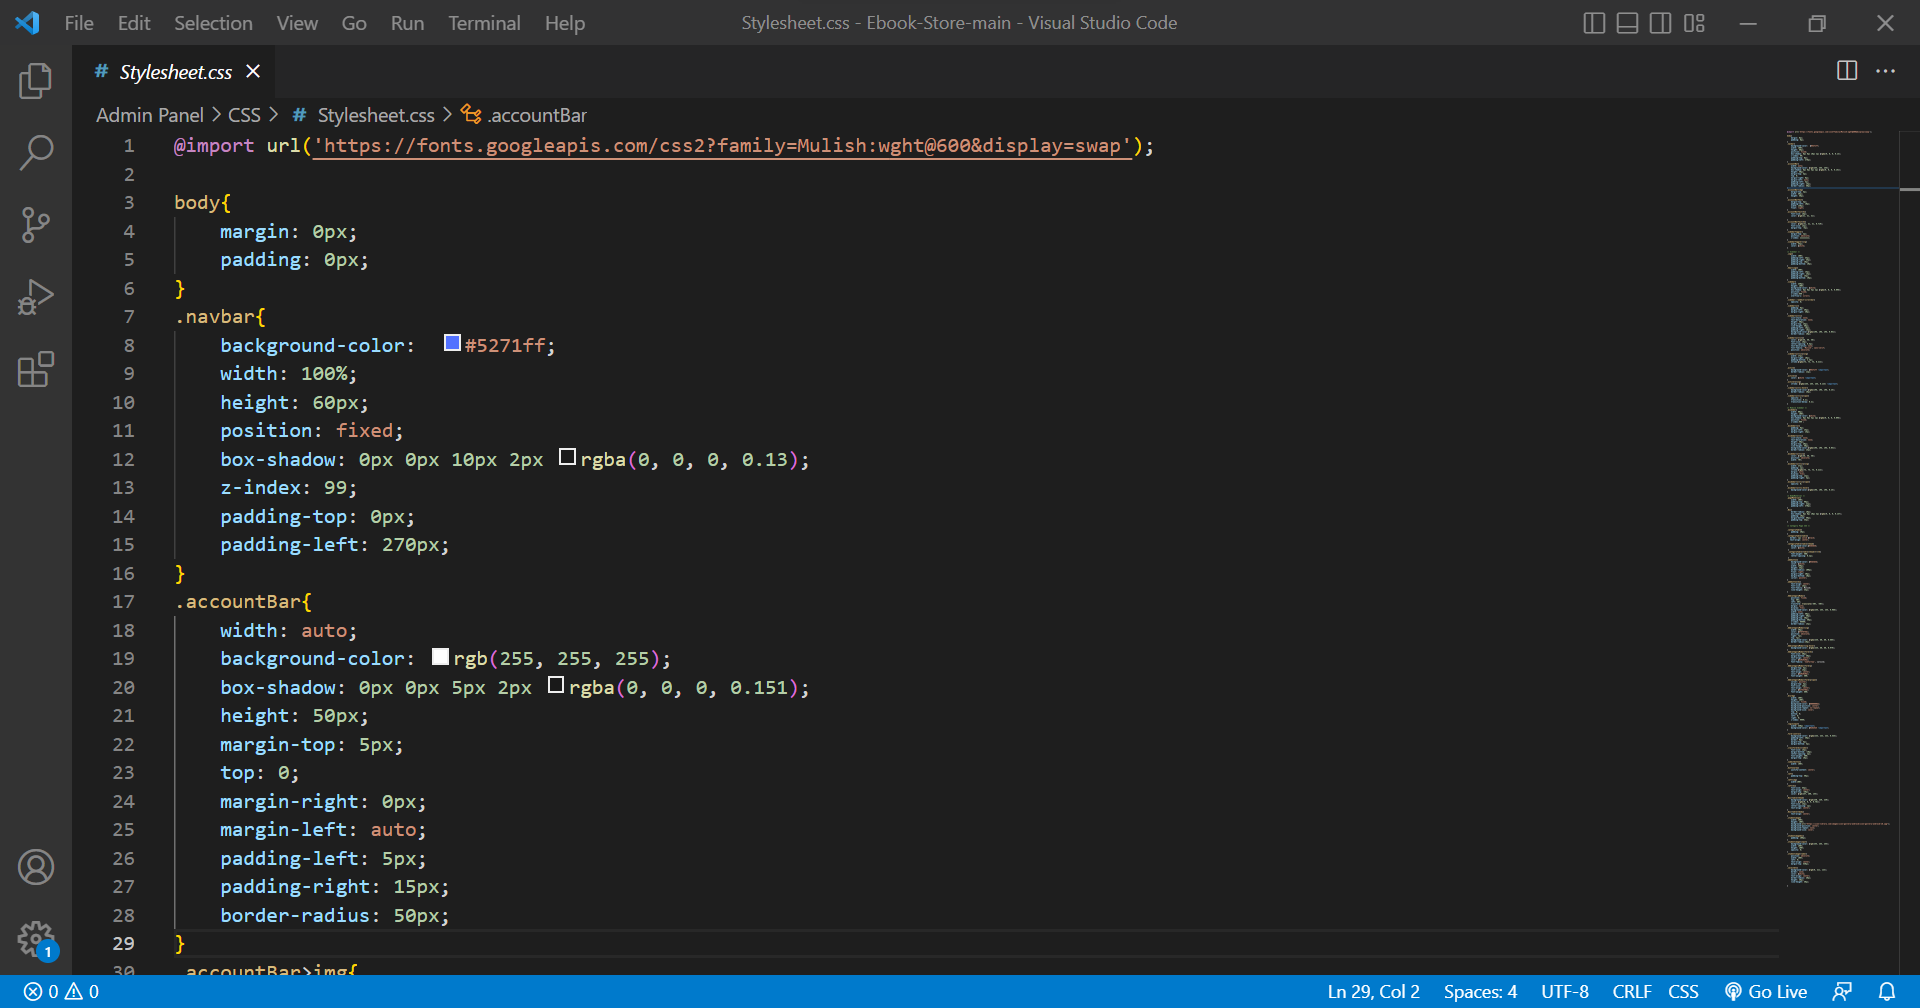 File Edit Selection View Go Run Terminal Help Stylesheet.css - Ebook-Store-main - Visual Studio Code
# Stylesheet.css
Admin Panel > CSS > # Stylesheet.css > .accountBar
1 @import url('https://fonts.googleapis.com/css2?family=Mulish:wght@600&display=swap');
2
3 body{
4 margin: 0px;
5 padding: 0px;
6 }
7 .navbar{
8 background-color: #5271ff;
9 width: 100%;
10 height: 60px;
11 position: fixed;
12 box-shadow: 0px 0px 10px 2px rgba(0, 0, 0, 0.13);
13 z-index: 99;
14 padding-top: 0px;
15 padding-left: 270px;
16 }
17 .accountBar{
18 width: auto;
19 background-color: rgb(255, 255, 255);
20 box-shadow: 0px 0px 5px 2px rgba(0, 0, 0, 0.151);
21 height: 50px;
22 margin-top: 5px;
23 top: 0;
24 margin-right: 0px;
25 margin-left: auto;
26 padding-left: 5px;
27 padding-right: 15px;
28 border-radius: 50px;
29 }
30 .accountBar>img{
1
0 0 Ln 29, Col 2 Spaces: 4 UTF-8 CRLF CSS Go Live